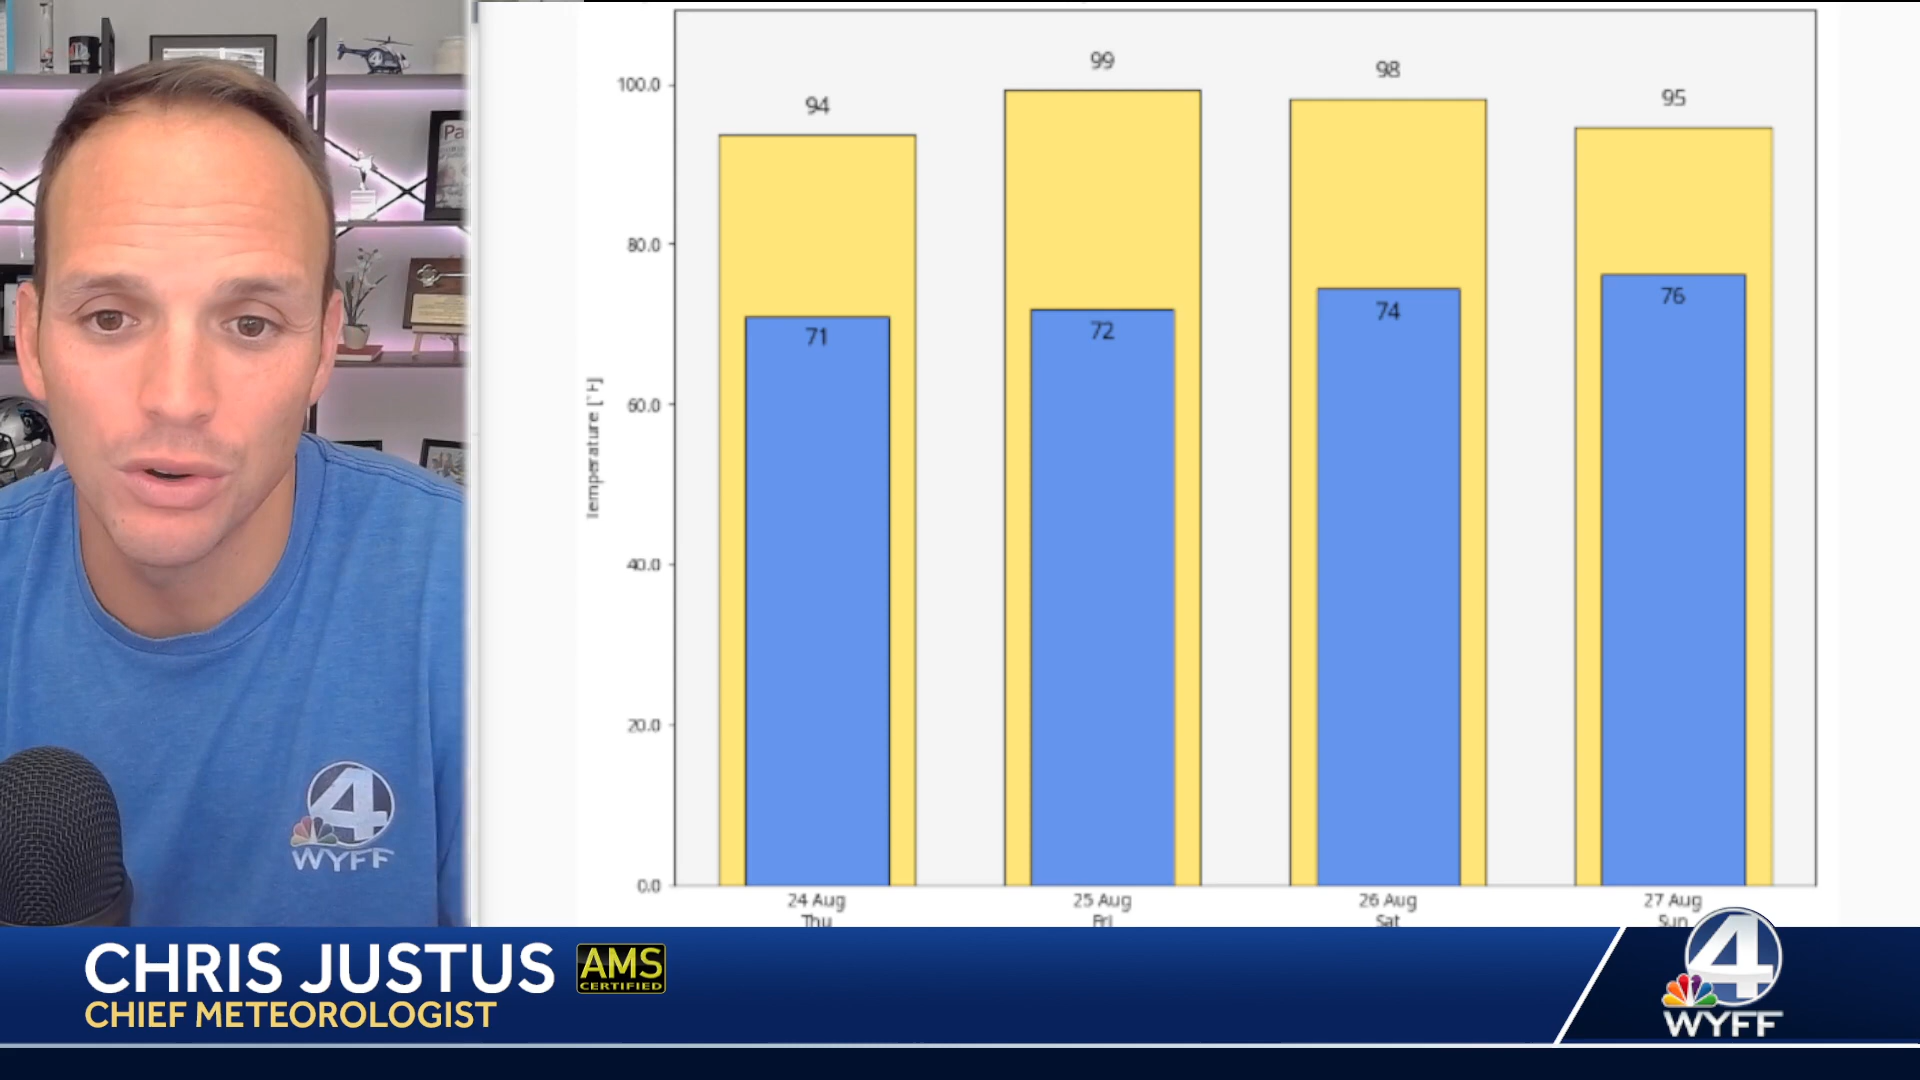 100.0
80.0
60.0
40.0
20.0
0.0
Temperature [°F]
94
99
98
95
71
72
74
76
24 Aug
Thu
25 Aug
Fri
26 Aug
Sat
27 Aug
Sun
4
WYFF
Pa
4
CHRIS JUSTUS
AMS
CERTIFIED
CHIEF METEOROLOGIST
4
WYFF